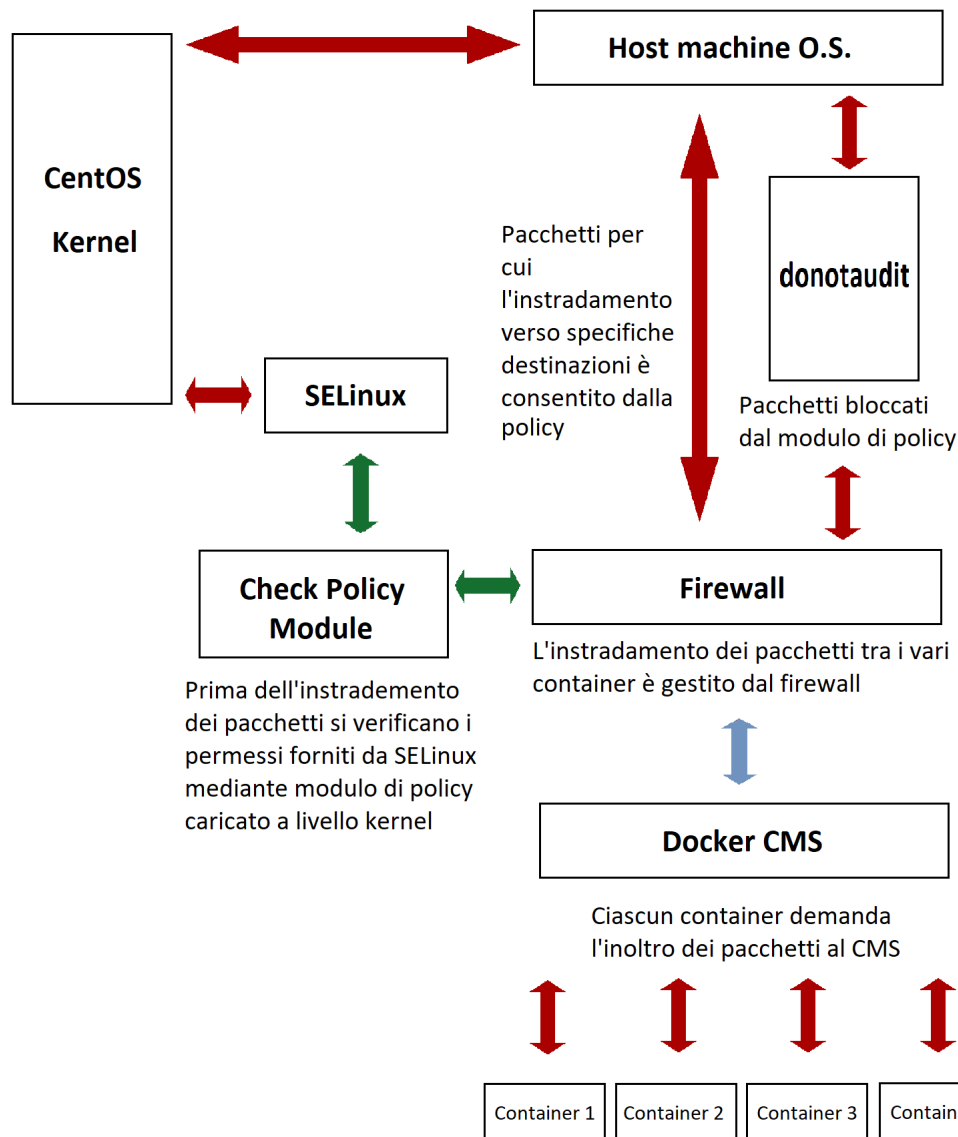 Host machine O.S.
CentOS
Kernel
donotaudit
Pacchetti per
cui
l'instradamento
verso specifiche
destinazioni è
consentito dalla
policy
SELinux
Pacchetti bloccati
dal modulo di policy
Check Policy
Module
Firewall
L'instradamento dei pacchetti tra i vari
container è gestito dal firewall
Prima dell'instrademento
dei pacchetti si verificano i
permessi forniti da SELinux
mediante modulo di policy
caricato a livello kernel
Docker CMS
Ciascun container demanda
l'inoltro dei pacchetti al CMS
Container 1
Container 2
Container 3
Contain